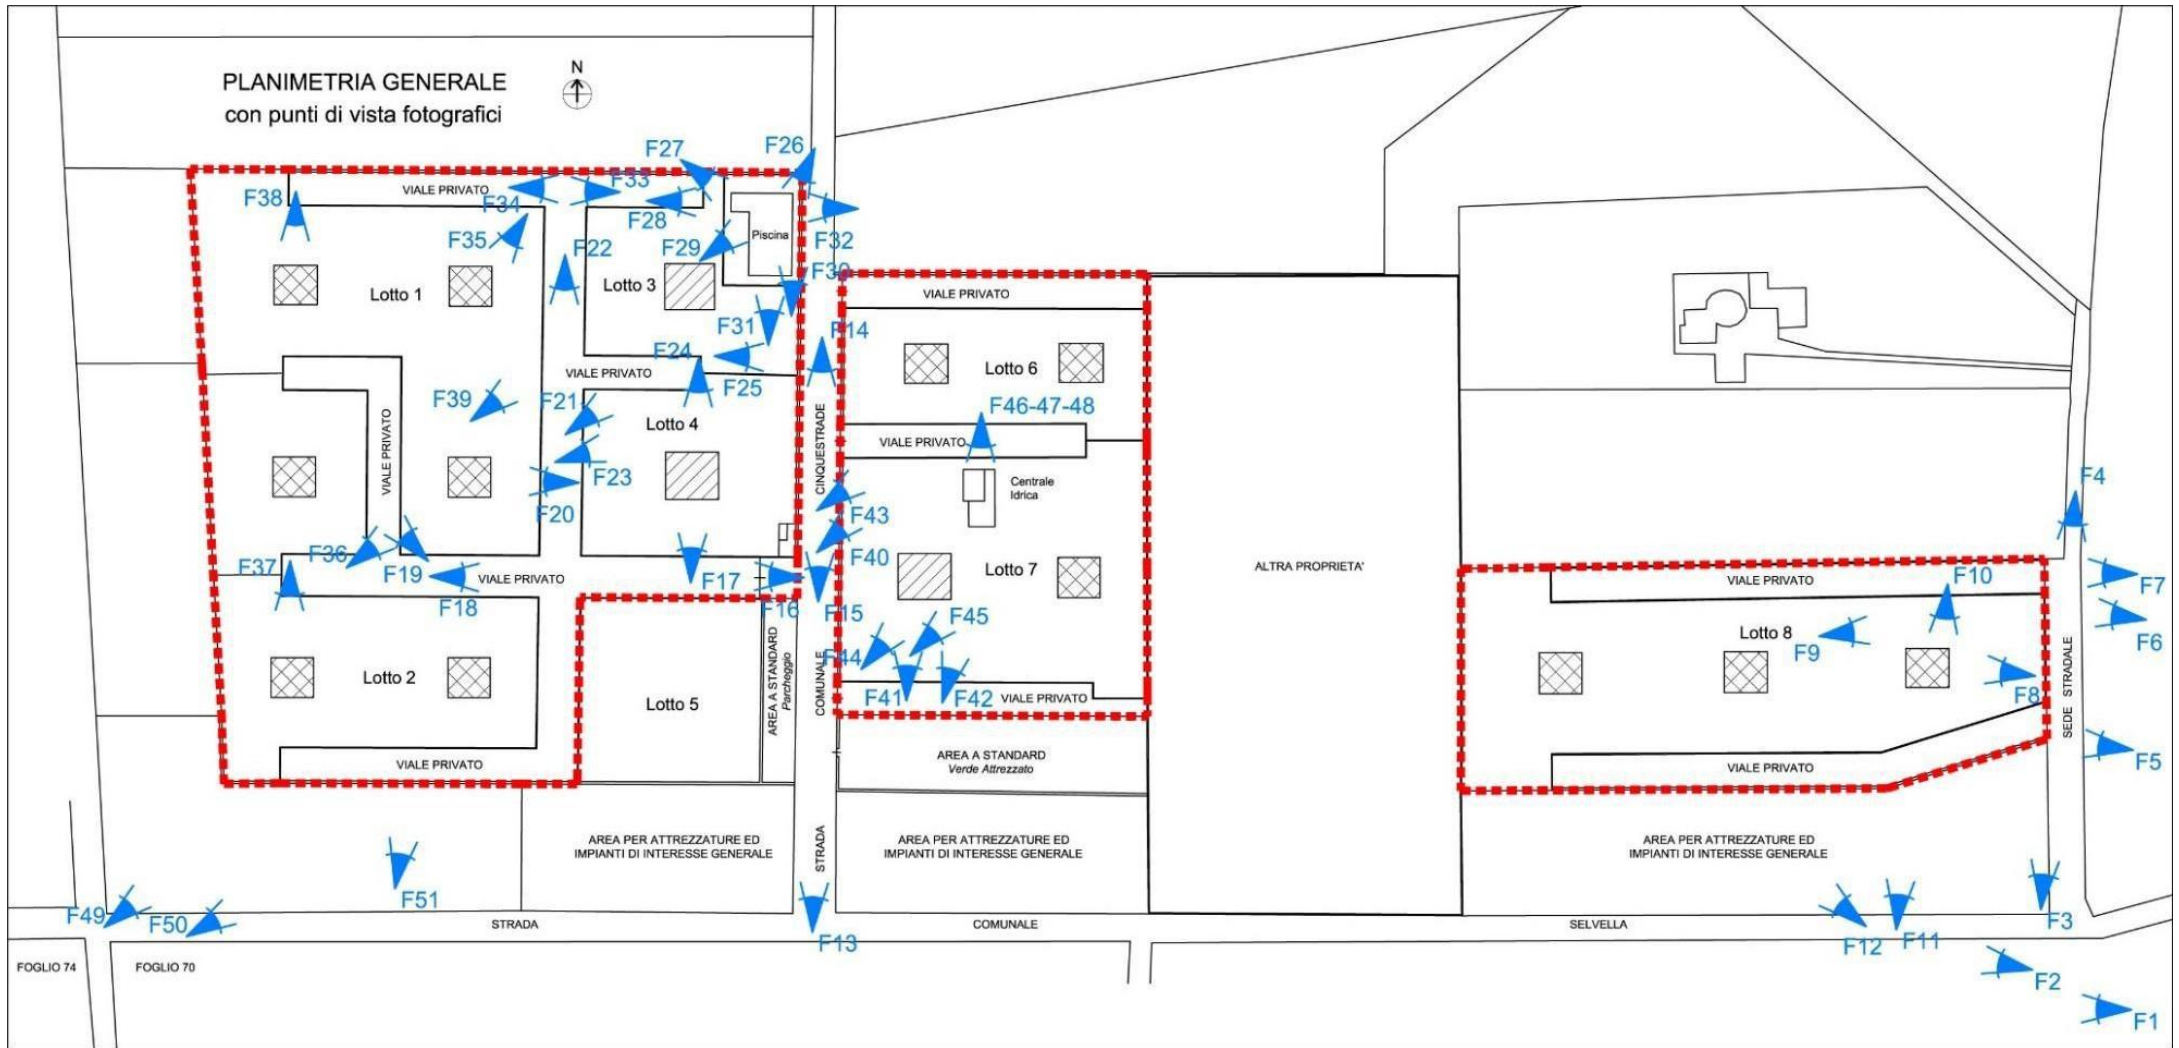 PLANIMETRIA GENERALE
con punti di vista fotografici
N
F27
F26
F38
VIALE PRIVATO
F34
F33
F28
F35
F22
F29
Piscina
F32
F30
Lotto 1
Lotto 3
F31
F14
VIALE PRIVATO
Lotto 6
F24
F25
VIALE PRIVATO
F39
F21
Lotto 4
F46-47-48
VIALE PRIVATO
VIALE PRIVATO
CINQUESTRADE
F23
F20
Centrale
Idrica
F43
F40
F4
F36
F37
F19
VIALE PRIVATO
F18
F17
F16
F15
Lotto 7
ALTRA PROPRIETA'
VIALE PRIVATO
F10
F7
F6
F45
F44
Lotto 8
F9
F8
Lotto 2
Lotto 5
AREA A STANDARD
Parcheggio
COMUNALE
F41
F42
VIALE PRIVATO
SEDE STRADALE
F5
VIALE PRIVATO
AREA A STANDARD
Verde Attrezzato
VIALE PRIVATO
AREA PER ATTREZZATURE ED
IMPIANTI DI INTERESSE GENERALE
STRADA
AREA PER ATTREZZATURE ED
IMPIANTI DI INTERESSE GENERALE
AREA PER ATTREZZATURE ED
IMPIANTI DI INTERESSE GENERALE
F51
F49
F50
STRADA
F13
COMUNALE
SELVELLA
F12
F11
F3
FOGLIO 74
FOGLIO 70
F2
F1